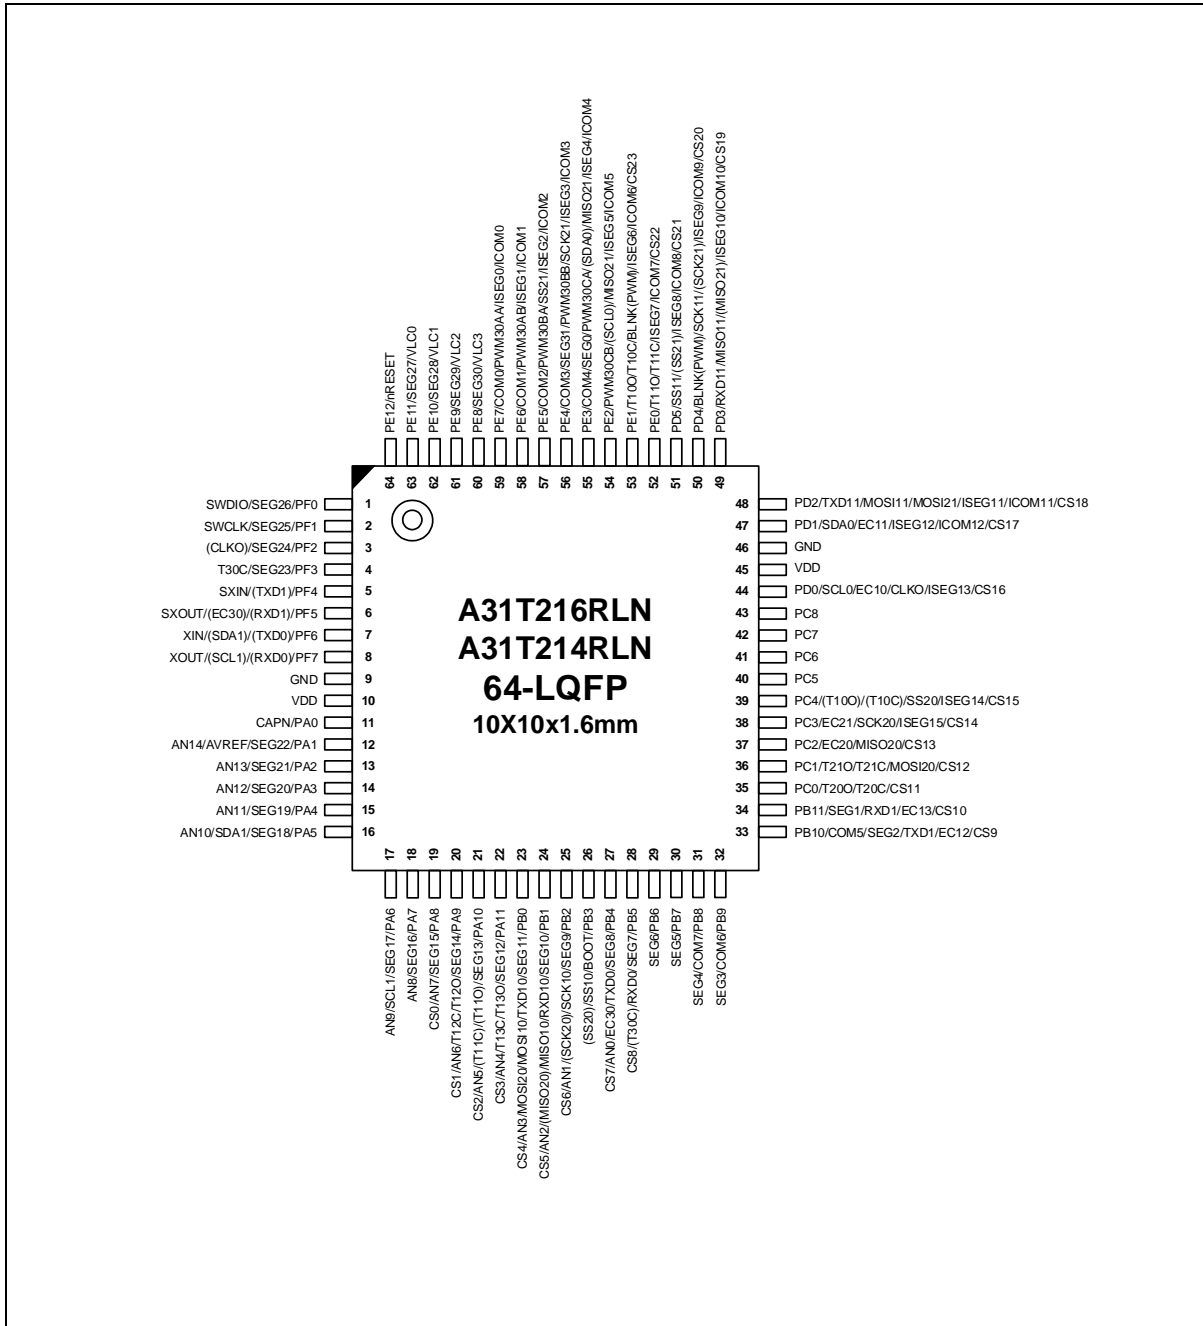 PE12/nRESET
PE11/SEG27/VLC0
PE10/SEG28/VLC1
PE9/SEG29/VLC2
PE8/SEG30/VLC3
PE7/COM0/PWM30AA/ISEG0/ICOM0
PE6/COM1/PWM30AB/ISEG1/ICOM1
PE5/COM2/PWM30BA/SS21/ISEG2/ICOM2
PE4/COM3/SEG31/PWM30BB/SCK21/ISEG3/ICOM3
PE3/COM4/SEG0/PWM30CA/(SDA0)/MISO21/ISEG4/ICOM4
PE2/PWM30CB/(SCL0)/MISO21/ISEG5/ICOM5
PE1/T10O/T10C/BLNK(PWM)/ISEG6/ICOM6/CS23
PE0/T11O/T11C/ISEG7/ICOM7/CS22
PD5/SS11/(SS21)/ISEG8/ICOM8/CS21
PD4/BLNK(PWM)/SCK11/(SCK21)/ISEG9/ICOM9/CS20
PD3/RXD11/MISO11/(MISO21)/ISEG10/ICOM10/CS19
64
63
62
61
60
59
58
57
56
55
54
53
52
51
50
49
SWDIO/SEG26/PF0 1
SWCLK/SEG25/PF1 2
(CLKO)/SEG24/PF2 3
T30C/SEG23/PF3 4
SXIN/(TXD1)/PF4 5
SXOUT/(EC30)/(RXD1)/PF5 6
XIN/(SDA1)/(TXD0)/PF6 7
XOUT/(SCL1)/(RXD0)/PF7 8
GND 9
VDD 10
CAPN/PA0 11
AN14/AVREF/SEG22/PA1 12
AN13/SEG21/PA2 13
AN12/SEG20/PA3 14
AN11/SEG19/PA4 15
AN10/SDA1/SEG18/PA5 16
A31T216RLN
A31T214RLN
64-LQFP
10X10x1.6mm
48 PD2/TXD11/MOSI11/MOSI21/ISEG11/ICOM11/CS18
47 PD1/SDA0/EC11/ISEG12/ICOM12/CS17
46 GND
45 VDD
44 PD0/SCL0/EC10/CLKO/ISEG13/CS16
43 PC8
42 PC7
41 PC6
40 PC5
39 PC4/(T10O)/(T10C)/SS20/ISEG14/CS15
38 PC3/EC21/SCK20/ISEG15/CS14
37 PC2/EC20/MISO20/CS13
36 PC1/T21O/T21C/MOSI20/CS12
35 PC0/T20O/T20C/CS11
34 PB11/SEG1/RXD1/EC13/CS10
33 PB10/COM5/SEG2/TXD1/EC12/CS9
17
18
19
20
21
22
23
24
25
26
27
28
29
30
31
32
AN9/SCL1/SEG17/PA6
AN8/SEG16/PA7
CS0/AN7/SEG15/PA8
CS1/AN6/T12C/T12O/SEG14/PA9
CS2/AN5/(T11C)/(T11O)/SEG13/PA10
CS3/AN4/T13C/T13O/SEG12/PA11
CS4/AN3/MOSI20/MOSI10/TXD10/SEG11/PB0
CS5/AN2/(MISO20)/MISO10/RXD10/SEG10/PB1
CS6/AN1/(SCK20)/SCK10/SEG9/PB2
(SS20)/SS10/BOOT/PB3
CS7/AN0/EC30/TXD0/SEG8/PB4
CS8/(T30C)/RXD0/SEG7/PB5
SEG6/PB6
SEG5/PB7
SEG4/COM7/PB8
SEG3/COM6/PB9